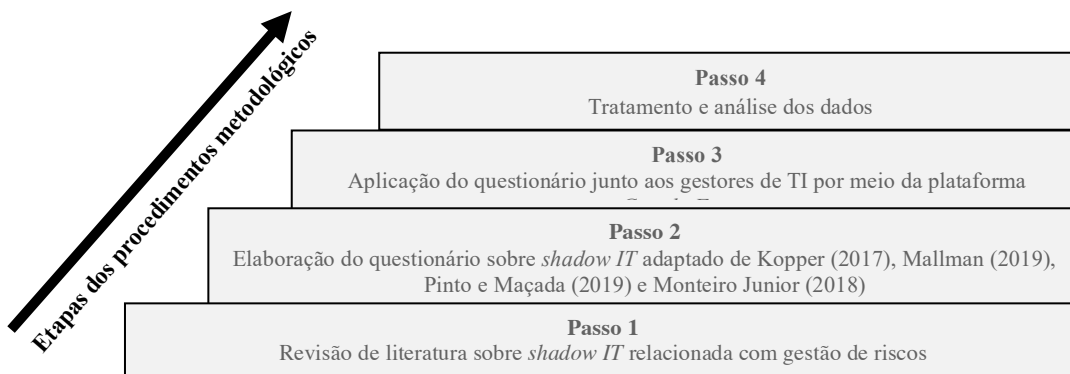 Etapas dos procedimentos metodológicos
Passo 4
Tratamento e análise dos dados
Passo 3
Aplicação do questionário junto aos gestores de TI por meio da plataforma
Passo 2
Elaboração do questionário sobre shadow IT adaptado de Kopper (2017), Mallman (2019),
Pinto e Maçada (2019) e Monteiro Junior (2018)
Passo 1
Revisão de literatura sobre shadow IT relacionada com gestão de riscos